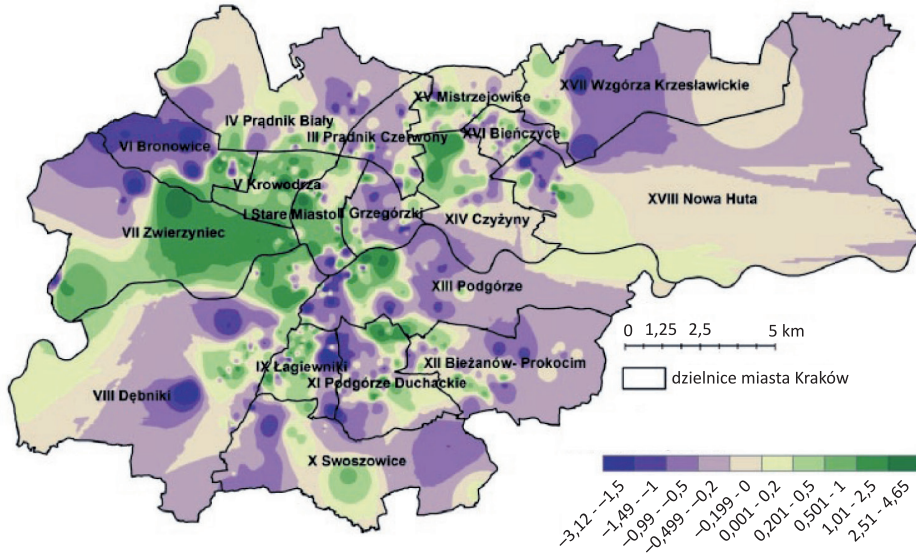 XVII Wzgórza Krzesławickie
XV Mistrzejowice
IV Prądnik Biały
III Prądnik Czerwony
XVI Bieńczyce
VI Bronowice
V Krowodrza
I Stare Miasto
II Grzegórzki
XIV Czyżyny
XVIII Nowa Huta
VII Zwierzyniec
XIII Podgórze
0 1,25 2,5 5 km
IX Łagiewniki
XII Bieżanów- Prokocim
XI Podgórze Duchackie
dzielnice miasta Kraków
VIII Dębniki
X Swoszowice
−3,12 - −1,5
−1,49 - −1
−0,99 - −0,5
−0,499 - −0,2
−0,199 - 0
0,001 - 0,2
0,201 - 0,5
0,501 - 1
1,01 - 2,5
2,51 - 4,65